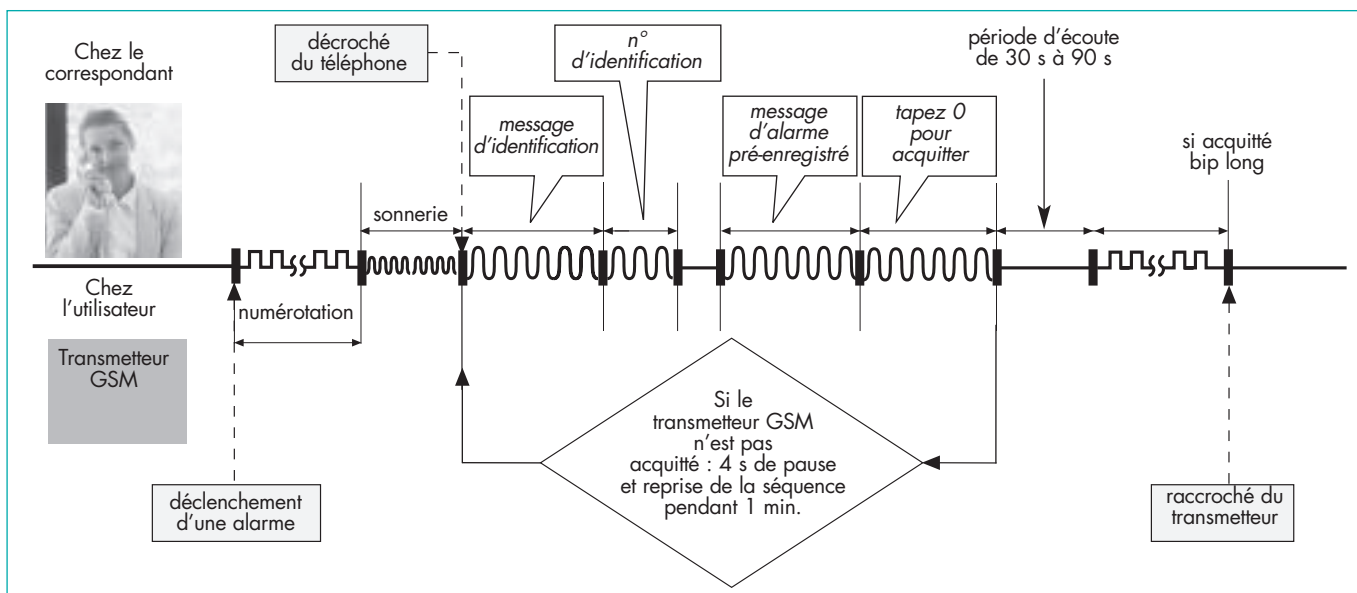 Chez le
correspondant
décroché
du téléphone
n°
d'identification
période d'écoute
de 30 s à 90 s
message
d'identification
message
d'alarme
pré-enregistré
tapez 0
pour
acquitter
si acquitté
bip long
sonnerie
Chez
l'utilisateur
numérotation
Transmetteur
GSM
Si le
transmetteur GSM
n'est pas
acquitté : 4 s de pause
et reprise de la séquence
pendant 1 min.
déclenchement
d'une alarme
raccroché du
transmetteur